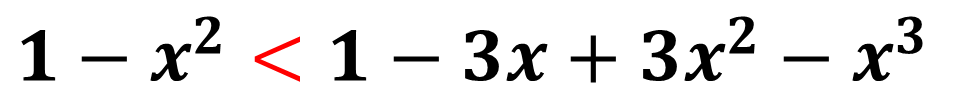 1 − x² < 1 − 3x + 3x² − x³